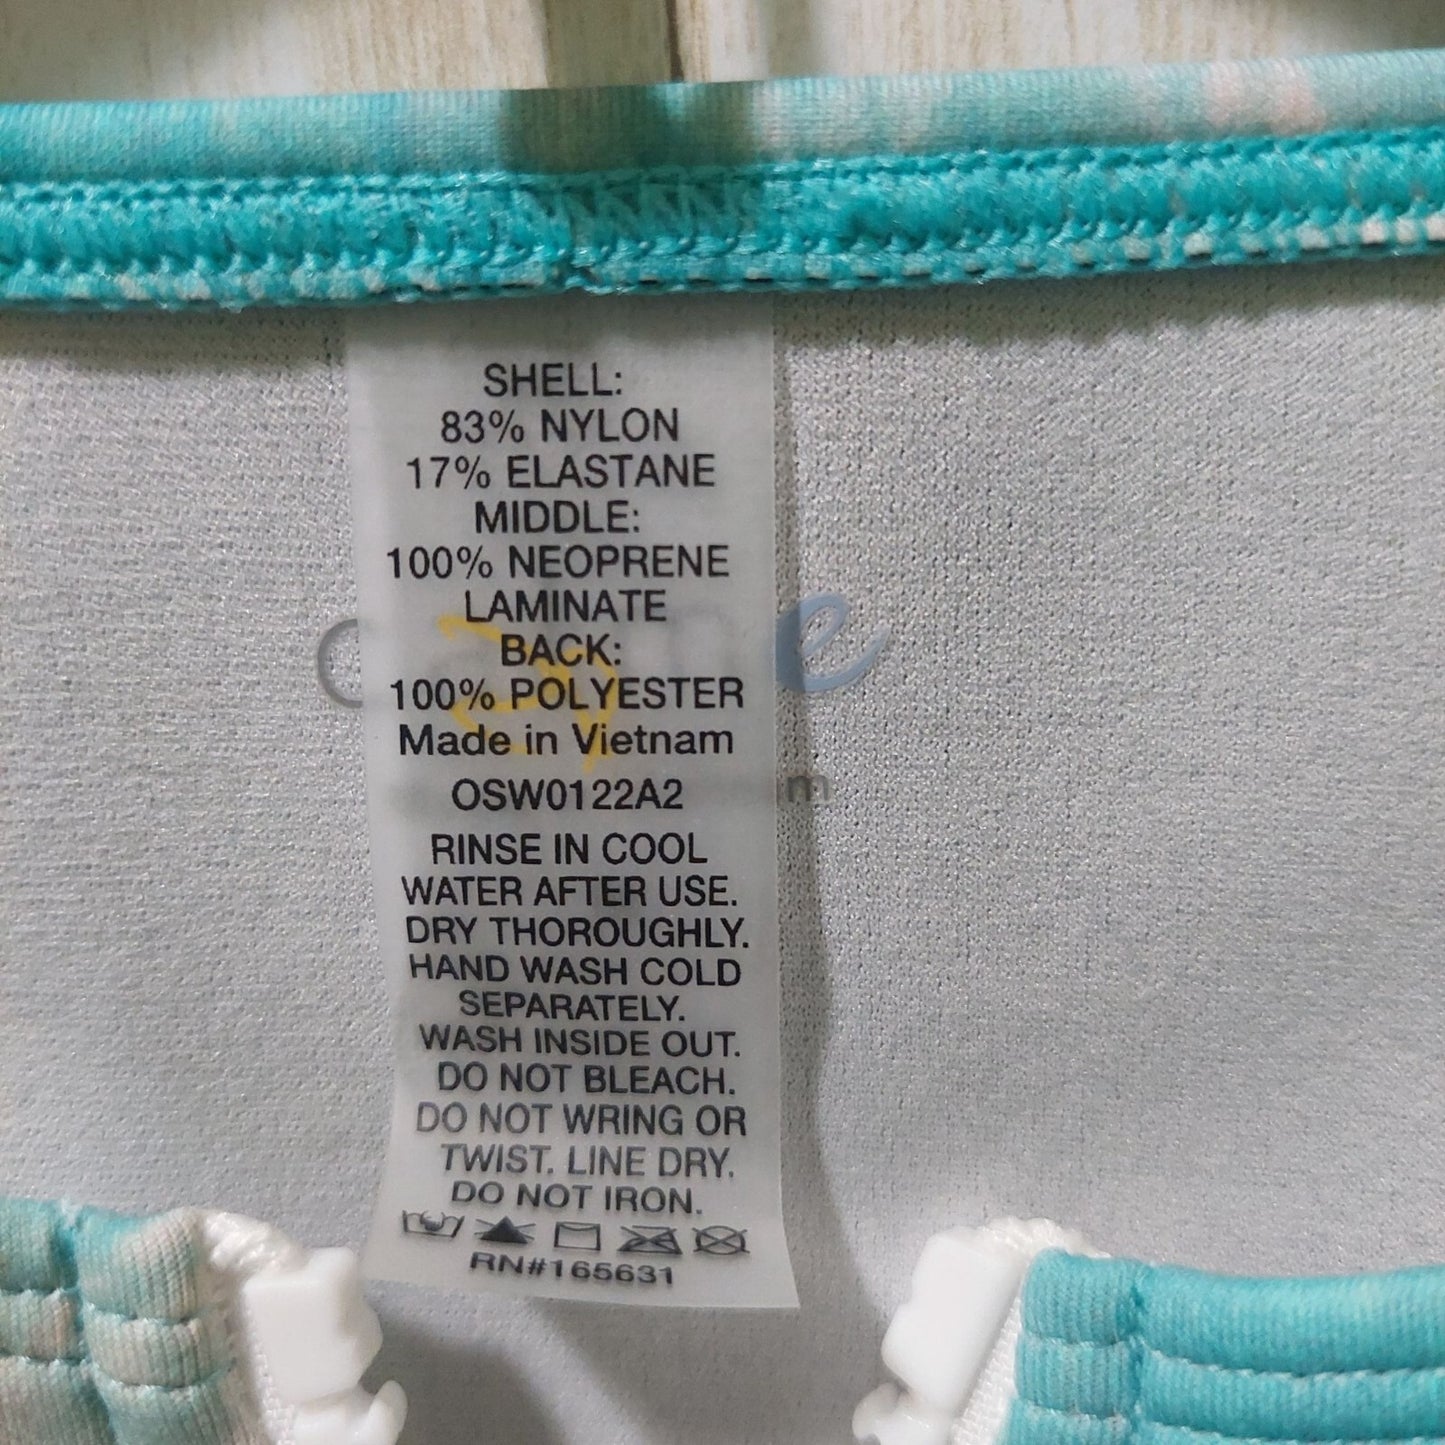 SHELL:
83% NYLON
17% ELASTANE
MIDDLE:
100% NEOPRENE
LAMINATE
BACK:
100% POLYESTER
Made in Vietnam
OSW0122A2
RINSE IN COOL
WATER AFTER USE.
DRY THOROUGHLY.
HAND WASH COLD
SEPARATELY.
WASH INSIDE OUT.
DO NOT BLEACH.
DO NOT WRING OR
TWIST. LINE DRY.
DO NOT IRON.
RN#165631